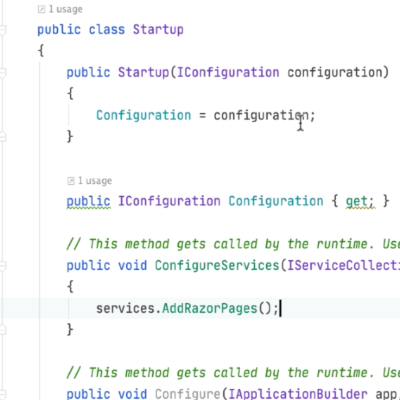 1 usage
public class Startup
{
public Startup(IConfiguration configuration)
{
Configuration = configuration;
}
1 usage
public IConfiguration Configuration { get; }
// This method gets called by the runtime. Use
public void ConfigureServices(IServiceCollecti
{
services.AddRazorPages();
}
// This method gets called by the runtime. Use
public void Configure(IApplicationBuilder app,